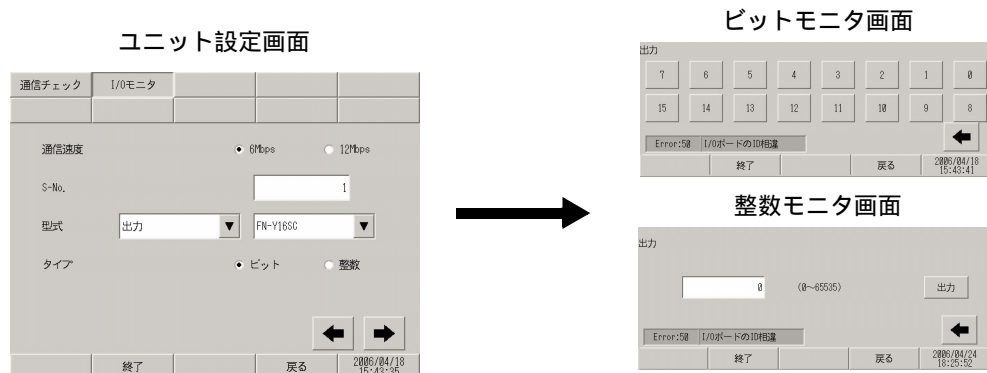 ユニット設定画面
通信チェック I/Oモニタ
通信速度 6Mbps 12Mbps
S-No. 1
型式 出力 ▼ FN-Y16SC ▼
タイプ ビット 整数
終了 戻る 2006/04/18
15:43:35
ビットモニタ画面
出力
7 6 5 4 3 2 1 0
15 14 13 12 11 10 9 8
Error:50 I/OボードのID相違
終了 戻る 2006/04/18
15:43:41
整数モニタ画面
出力
0 (0～65535) 出力
Error:50 I/OボードのID相違
終了 戻る 2006/04/24
18:25:52